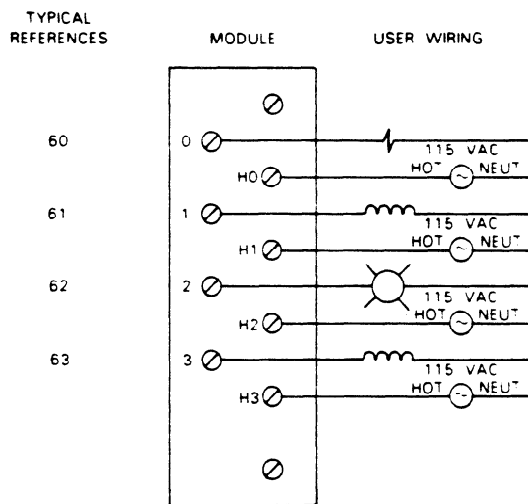 TYPICAL
REFERENCES MODULE USER WIRING
60 0
115 VAC
H0 HOT NEUT
61 1
115 VAC
H1 HOT NEUT
62 2
115 VAC
H2 HOT NEUT
63 3
115 VAC
H3 HOT NEUT